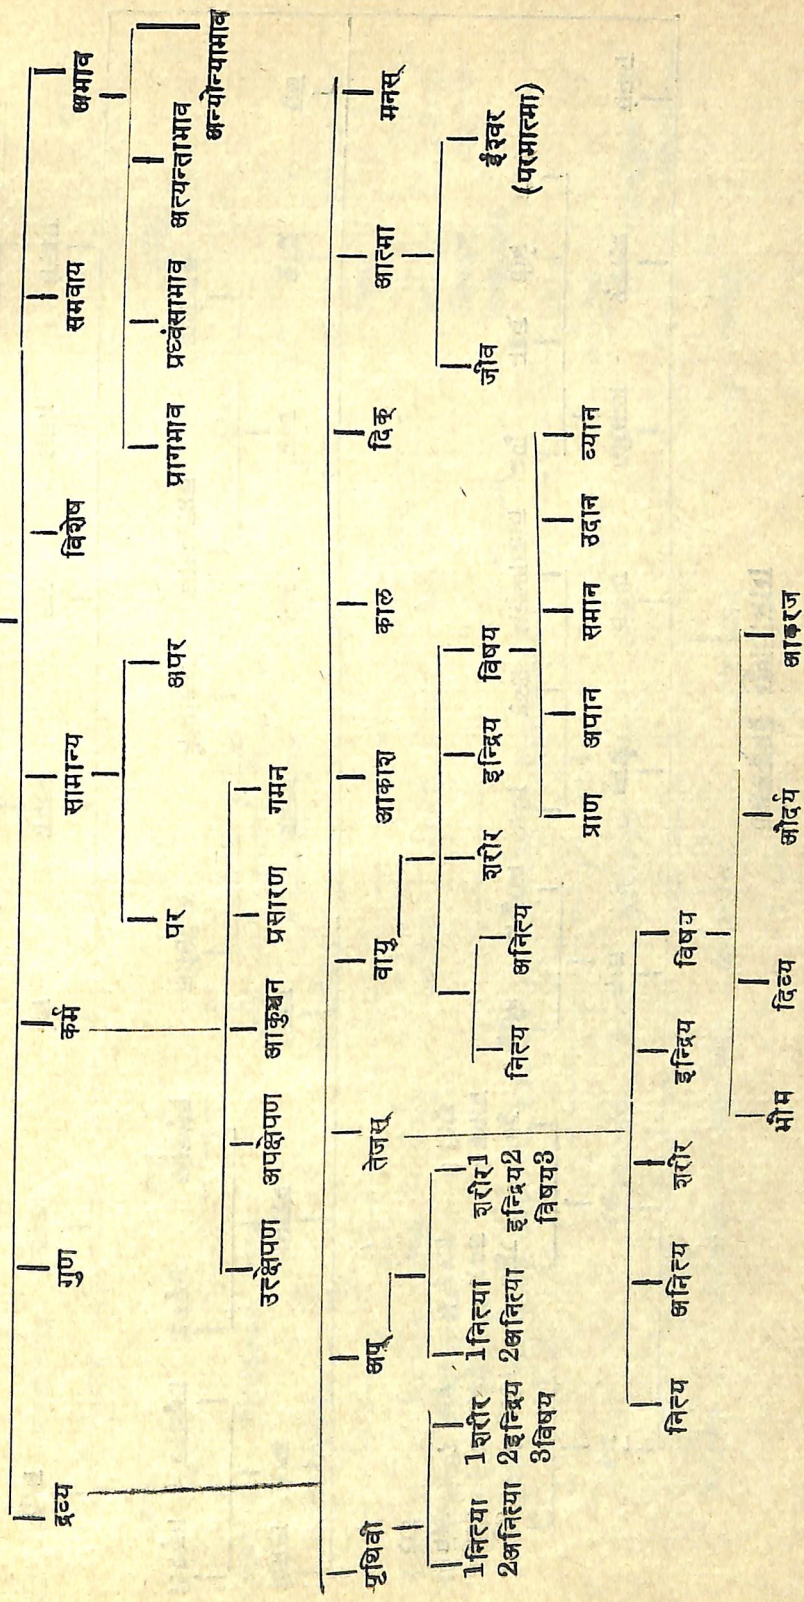 द्रव्य गुण कर्म सामान्य विशेष समवाय अभाव
पर अपर
प्रागभाव प्रध्वंसाभाव अत्यन्ताभाव अन्योन्याभाव
उत्क्षेपण अपक्षेपण आकुञ्चन प्रसारण गमन
पृथिवी अप् तेजस् वायु आकाश काल दिक् आत्मा मनस्
1नित्या
2अनित्या
1शरीर
2इन्द्रिय
3विषय
1नित्या
2अनित्या
शरीर1
इन्द्रिय2
विषय3
नित्य अनित्य शरीर इन्द्रिय विषय
जीव ईश्वर
(परमात्मा)
प्राण अपान समान उदान व्यान
नित्य अनित्य शरीर इन्द्रिय विषय
भौम दिव्य औदर्य आकरज